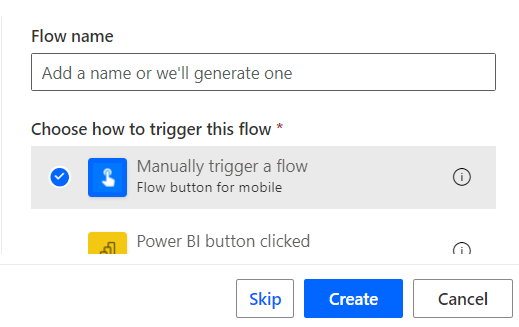 Flow name
Add a name or we'll generate one
Choose how to trigger this flow *
Manually trigger a flow
Flow button for mobile
Power BI button clicked
Skip
Create
Cancel